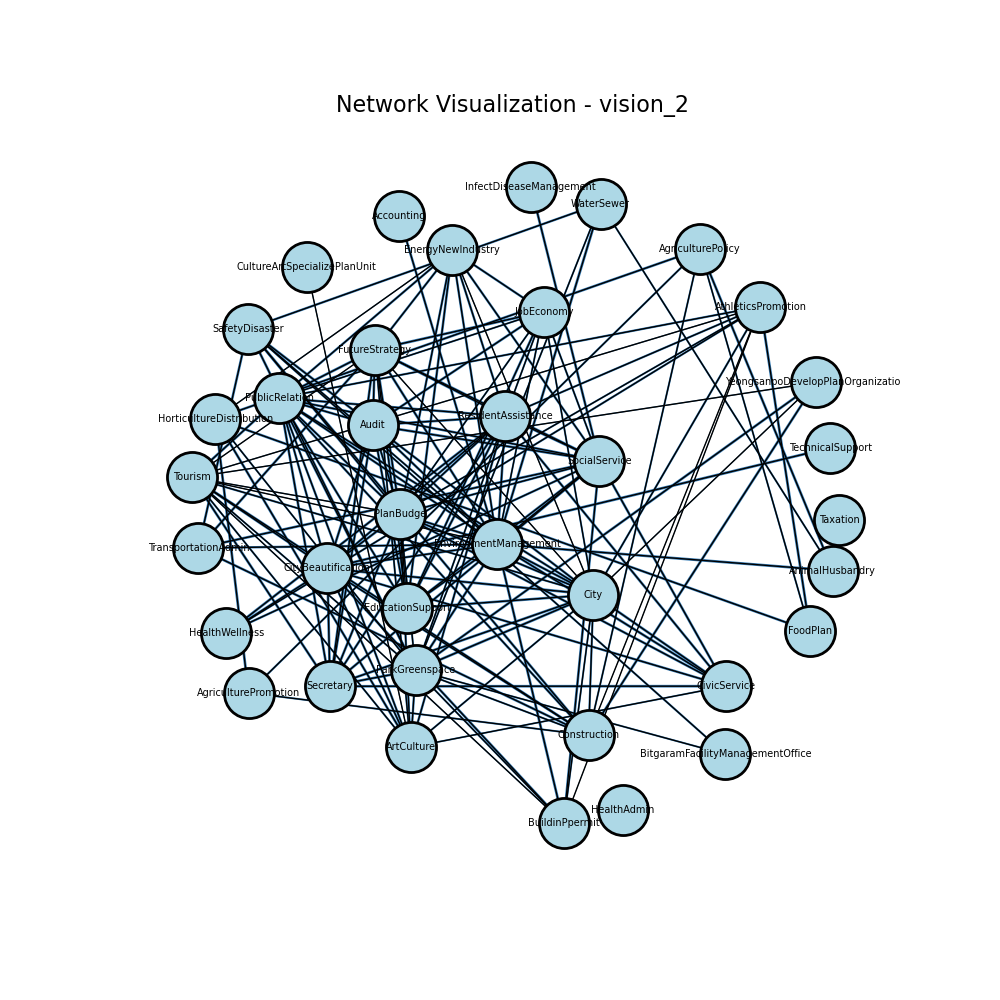 Network Visualization - vision_2
InfectDiseaseManagement
WaterSewer
Accounting
EnergyNewIndustry
AgriculturePolicy
CultureArtSpecializePlanUnit
AthleticsPromotion
JobEconomy
SafetyDisaster
FutureStrategy
YeongsanpoDevelopPlanOrganizatio
PublicRelation
HorticultureDistribution
ResidentAssistance
Audit
TechnicalSupport
SocialService
Tourism
PlanBudget
Taxation
TransportationAdmin
EnvironmentManagement
CityBeautification
AnimalHusbandry
City
EducationSupport
HealthWellness
FoodPlan
ParkGreenspace
Secretary
CivicService
AgriculturePromotion
Construction
ArtCulture
BitgaramFacilityManagementOffice
HealthAdmin
BuildinPpermit